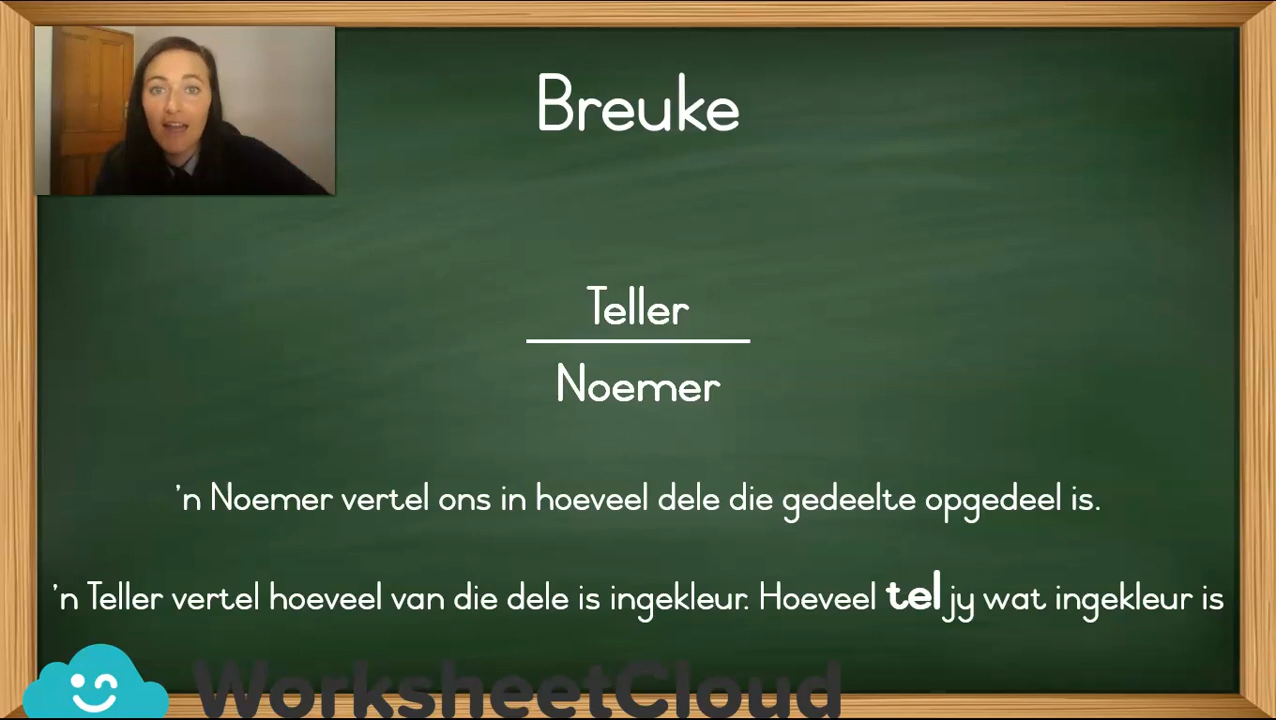 Breuke
Teller
Noemer
'n Noemer vertel ons in hoeveel dele die gedeelte opgedeel is.
'n Teller vertel hoeveel van die dele is ingekleur. Hoeveel tel jy wat ingekleur is
WorksheetCloud